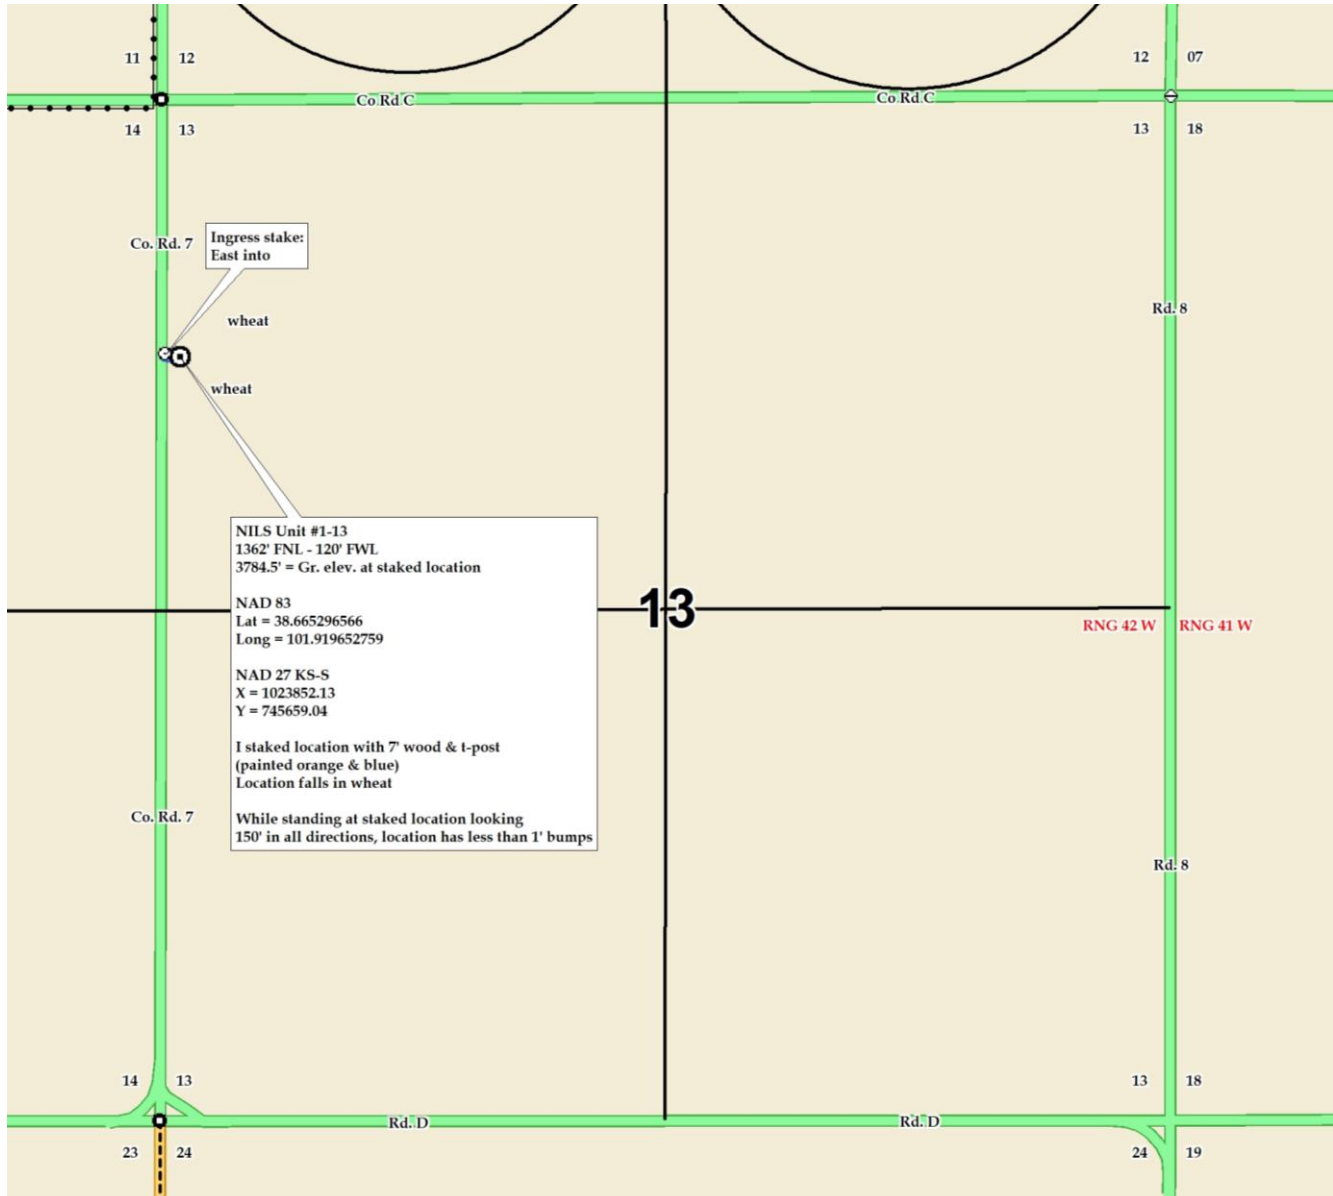 11 12
12 07
Co Rd C
Co Rd C
14 13
13 18
Co. Rd. 7
Ingress stake:
East into
wheat
Rd. 8
wheat
NILS Unit #1-13
1362' FNL - 120' FWL
3784.5' = Gr. elev. at staked location
NAD 83
Lat = 38.665296566
Long = 101.919652759
NAD 27 KS-S
X = 1023852.13
Y = 745659.04
I staked location with 7' wood & t-post
(painted orange & blue)
Location falls in wheat
While standing at staked location looking
150' in all directions, location has less than 1' bumps
13
RNG 42 W RNG 41 W
Co. Rd. 7
Rd. 8
14 13
13 18
Rd. D
Rd. D
23 24
24 19